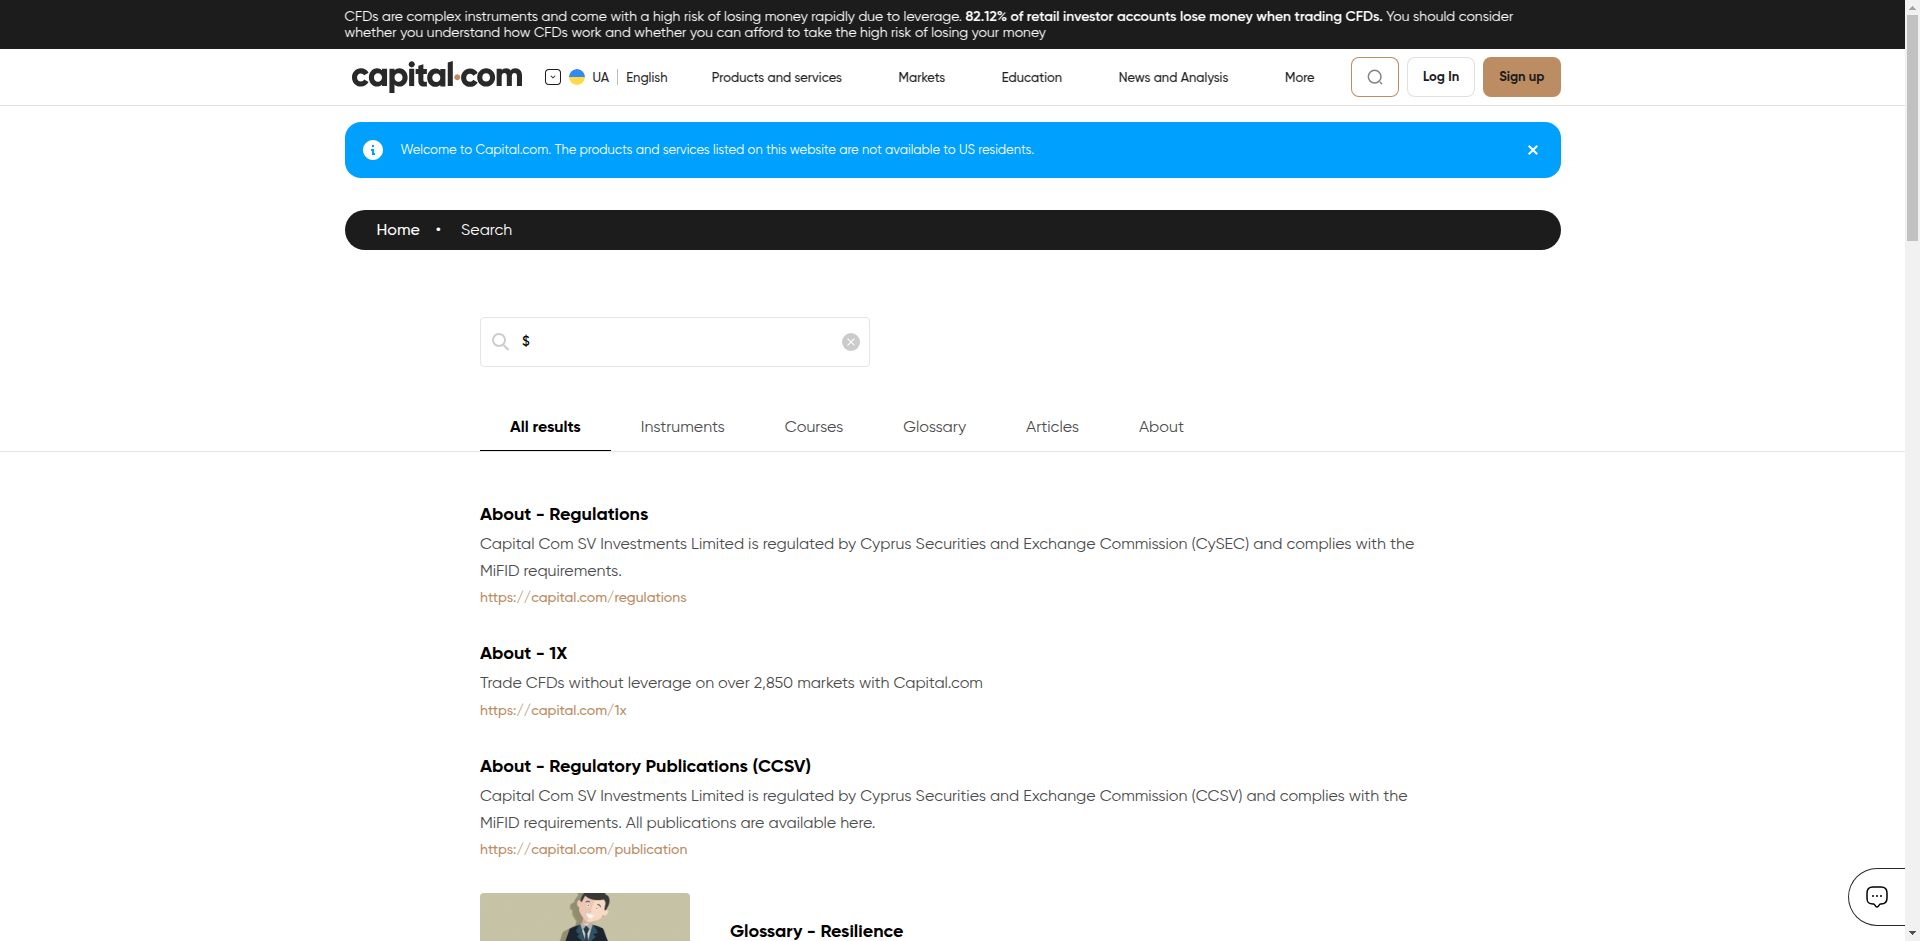 CFDs are complex instruments and come with a high risk of losing money rapidly due to leverage. 82.12% of retail investor accounts lose money when trading CFDs. You should consider
whether you understand how CFDs work and whether you can afford to take the high risk of losing your money
capital.com UA English Products and services Markets Education News and Analysis More Log In Sign up
Welcome to Capital.com. The products and services listed on this website are not available to US residents.
Home • Search
$
All results Instruments Courses Glossary Articles About
About - Regulations
Capital Com SV Investments Limited is regulated by Cyprus Securities and Exchange Commission (CySEC) and complies with the
MiFID requirements.
https://capital.com/regulations
About - 1X
Trade CFDs without leverage on over 2,850 markets with Capital.com
https://capital.com/1x
About - Regulatory Publications (CCSV)
Capital Com SV Investments Limited is regulated by Cyprus Securities and Exchange Commission (CCSV) and complies with the
MiFID requirements. All publications are available here.
https://capital.com/publication
Glossary - Resilience